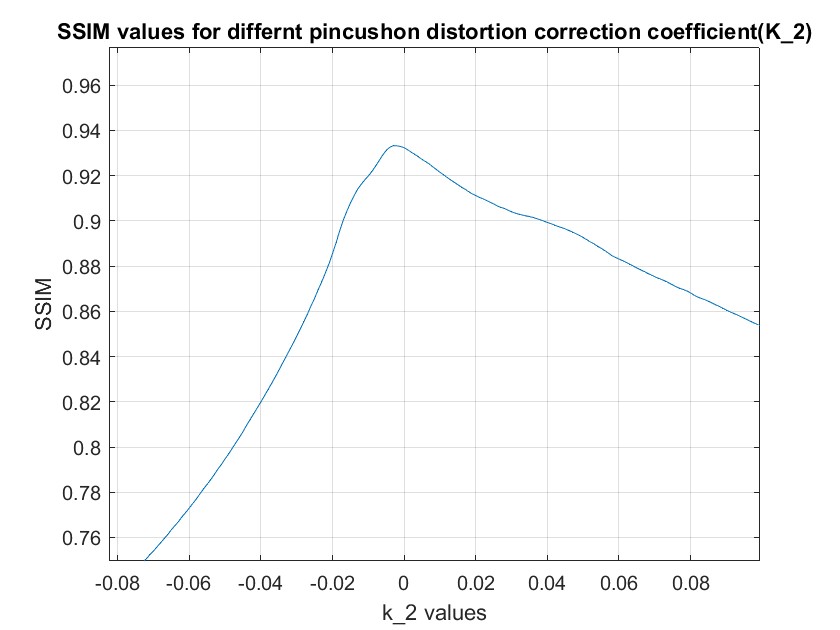 SSIM values for differnt pincushon distortion correction coefficient(K_2)
0.96
0.94
0.92
0.9
0.88
0.86
0.84
0.82
0.8
0.78
0.76
SSIM
-0.08 -0.06 -0.04 -0.02 0 0.02 0.04 0.06 0.08
k_2 values